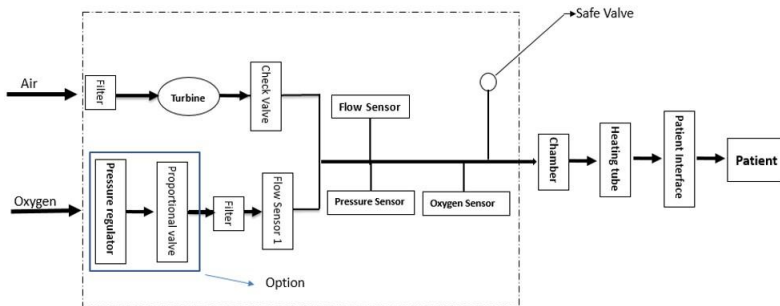 Safe Valve
Air
Filter
Turbine
Check Valve
Flow Sensor
Oxygen
Pressure regulator
Proportional valve
Filter
Flow Sensor 1
Pressure Sensor
Oxygen Sensor
Chamber
Heating tube
Patient Interface
Patient
Option